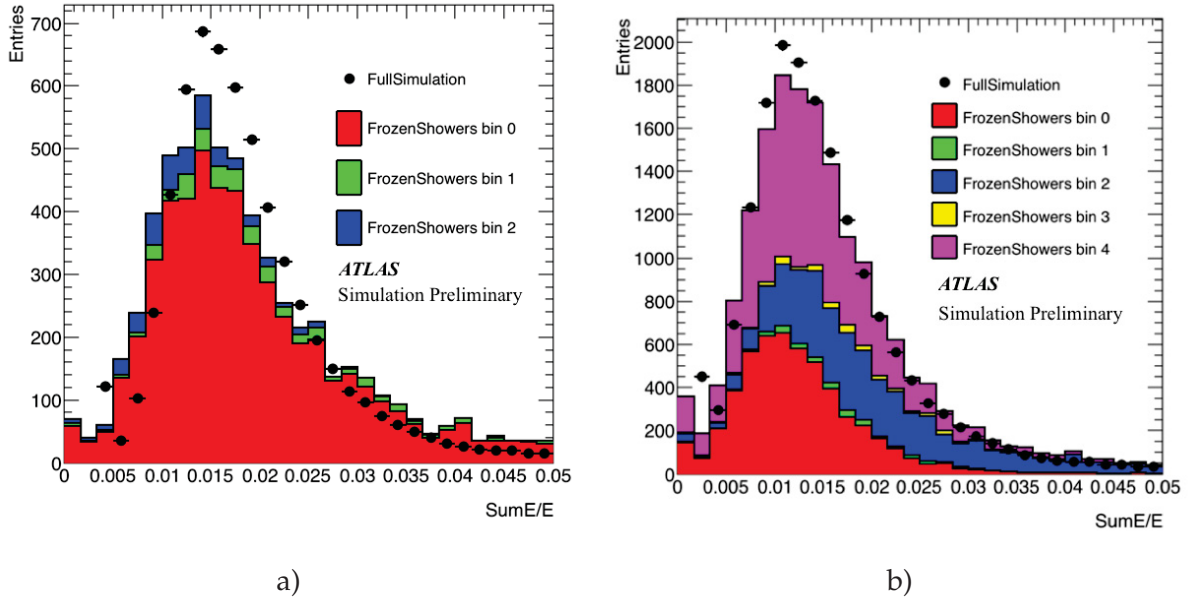 Entries
700
600
500
400
300
200
100
0
0 0.005 0.01 0.015 0.02 0.025 0.03 0.035 0.04 0.045 0.05
SumE/E
FullSimulation
FrozenShowers bin 0
FrozenShowers bin 1
FrozenShowers bin 2
ATLAS
Simulation Preliminary
a)
Entries
2000
1800
1600
1400
1200
1000
800
600
400
200
0
0 0.005 0.01 0.015 0.02 0.025 0.03 0.035 0.04 0.045 0.05
SumE/E
FullSimulation
FrozenShowers bin 0
FrozenShowers bin 1
FrozenShowers bin 2
FrozenShowers bin 3
FrozenShowers bin 4
ATLAS
Simulation Preliminary
b)